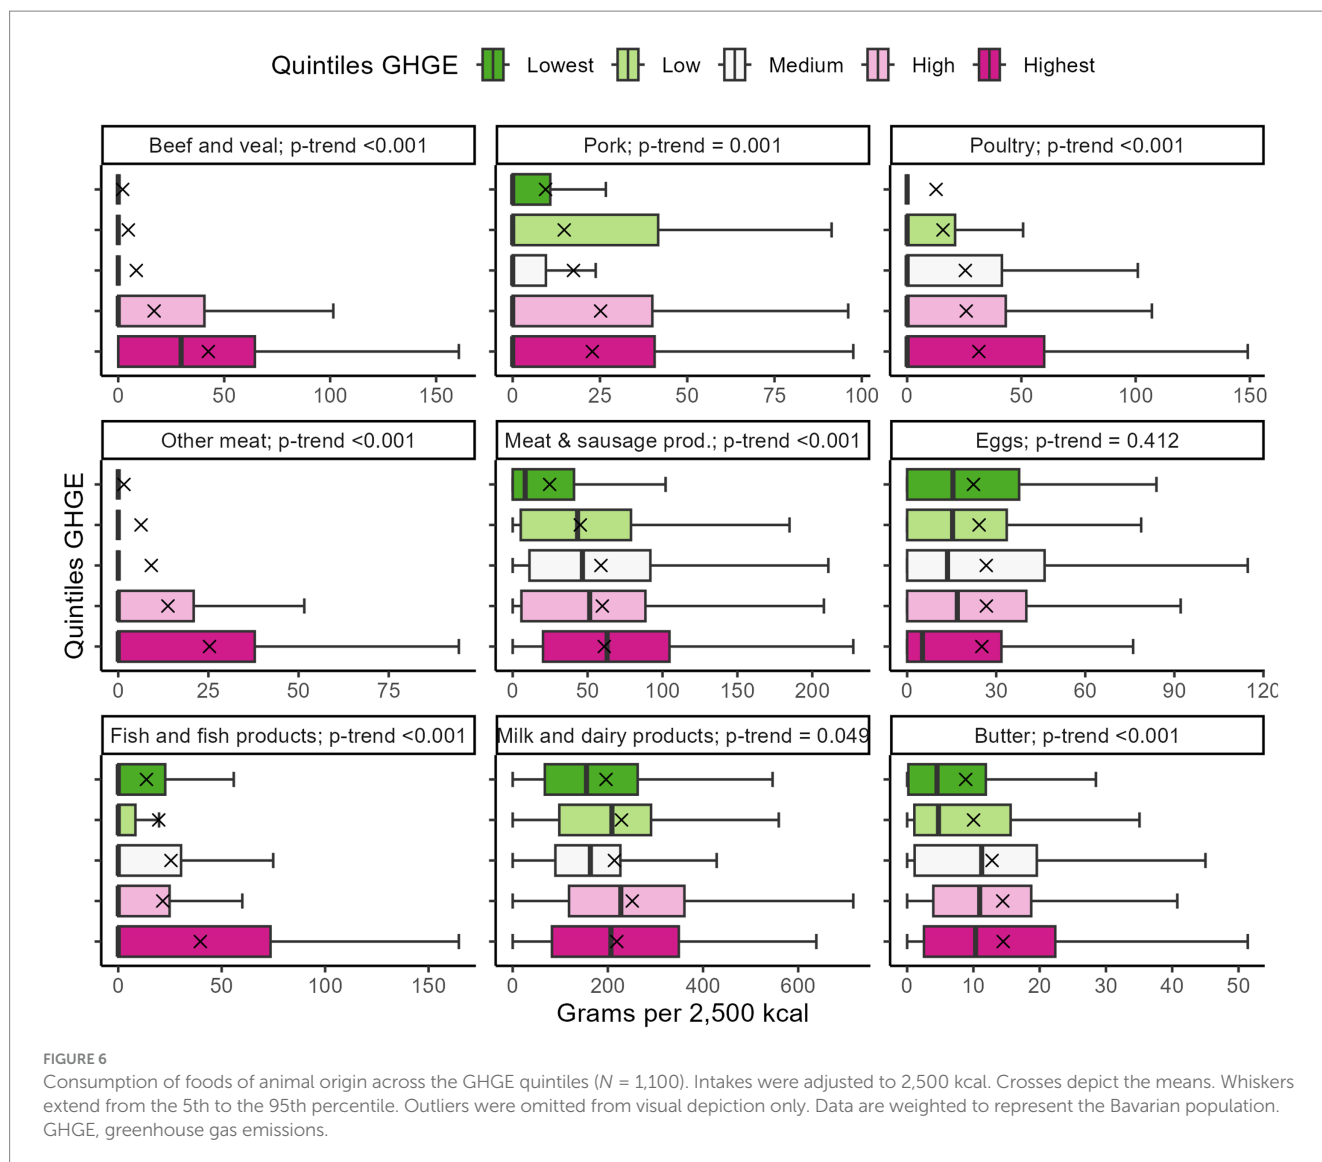 Quintiles GHGE Lowest Low Medium High Highest
Beef and veal; p-trend <0.001 Pork; p-trend = 0.001 Poultry; p-trend <0.001
0 50 100 150 0 25 50 75 100 0 50 100 150
Other meat; p-trend <0.001 Meat & sausage prod.; p-trend <0.001 Eggs; p-trend = 0.412
Quintiles GHGE
0 25 50 75 0 50 100 150 200 0 30 60 90 120
Fish and fish products; p-trend <0.001 Milk and dairy products; p-trend = 0.049 Butter; p-trend <0.001
0 50 100 150 0 200 400 600 0 10 20 30 40 50
Grams per 2,500 kcal
FIGURE 6
Consumption of foods of animal origin across the GHGE quintiles (N = 1,100). Intakes were adjusted to 2,500 kcal. Crosses depict the means. Whiskers
extend from the 5th to the 95th percentile. Outliers were omitted from visual depiction only. Data are weighted to represent the Bavarian population.
GHGE, greenhouse gas emissions.